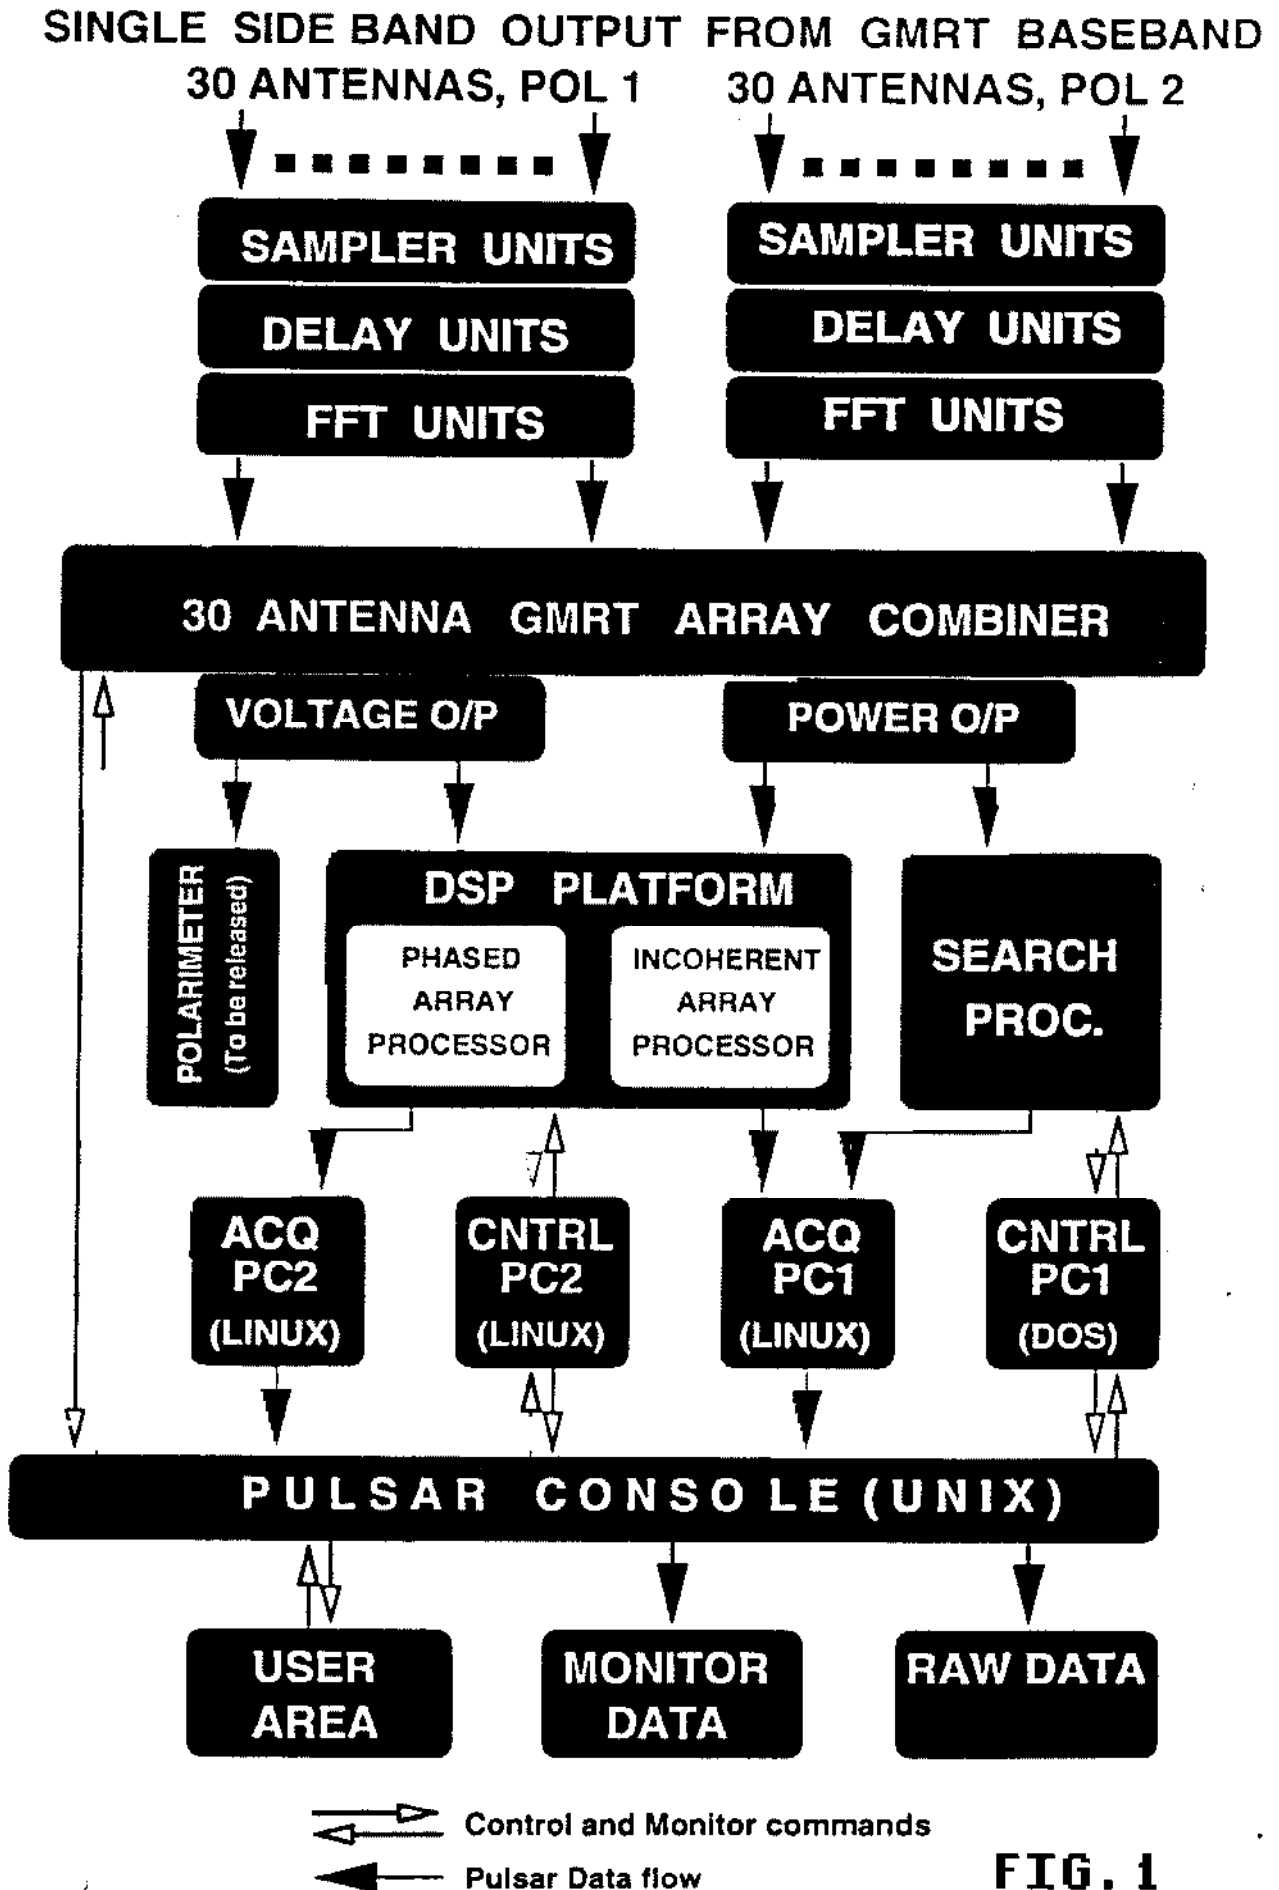 SINGLE SIDE BAND OUTPUT FROM GMRT BASEBAND
30 ANTENNAS, POL 1
30 ANTENNAS, POL 2
SAMPLER UNITS
SAMPLER UNITS
DELAY UNITS
DELAY UNITS
FFT UNITS
FFT UNITS
30 ANTENNA GMRT ARRAY COMBINER
VOLTAGE O/P
POWER O/P
POLARIMETER
(To be released)
DSP PLATFORM
PHASED
ARRAY
PROCESSOR
INCOHERENT
ARRAY
PROCESSOR
SEARCH
PROC.
ACQ
PC2
(LINUX)
CNTRL
PC2
(LINUX)
ACQ
PC1
(LINUX)
CNTRL
PC1
(DOS)
PULSAR CONSOLE (UNIX)
USER
AREA
MONITOR
DATA
RAW DATA
Control and Monitor commands
Pulsar Data flow
FIG. 1